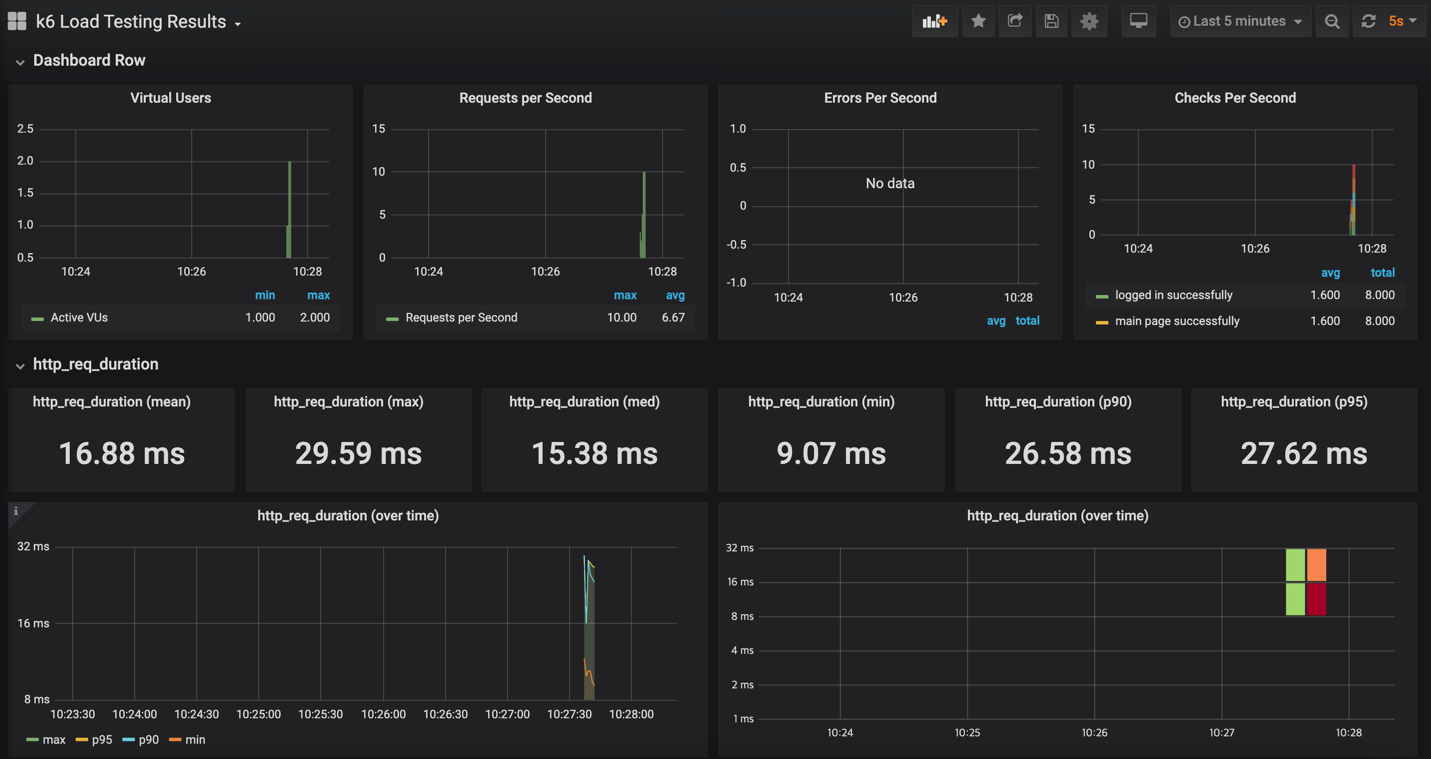 k6 Load Testing Results
Last 5 minutes
5s
Dashboard Row
Virtual Users
2.5
2.0
1.5
1.0
0.5
10:24 10:26 10:28
min max
Active VUs 1.000 2.000
Requests per Second
15
10
5
0
10:24 10:26 10:28
max avg
Requests per Second 10.00 6.67
Errors Per Second
1.0
0.5
0
-0.5
-1.0
No data
10:24 10:26 10:28
avg total
Checks Per Second
15
10
5
0
10:24 10:26 10:28
avg total
logged in successfully 1.600 8.000
main page successfully 1.600 8.000
http_req_duration
http_req_duration (mean)
16.88 ms
http_req_duration (max)
29.59 ms
http_req_duration (med)
15.38 ms
http_req_duration (min)
9.07 ms
http_req_duration (p90)
26.58 ms
http_req_duration (p95)
27.62 ms
i
http_req_duration (over time)
32 ms
16 ms
8 ms
10:23:30 10:24:00 10:24:30 10:25:00 10:25:30 10:26:00 10:26:30 10:27:00 10:27:30 10:28:00
max p95 p90 min
http_req_duration (over time)
32 ms
16 ms
8 ms
4 ms
2 ms
1 ms
10:24 10:25 10:26 10:27 10:28